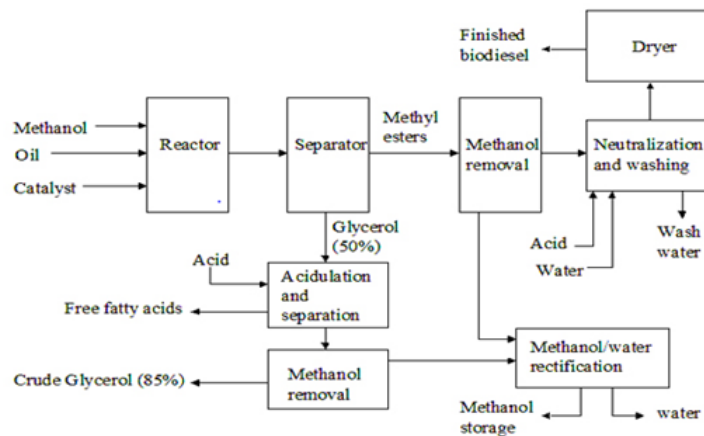 Finished
biodiesel
Dryer
Methanol
Oil
Catalyst
Reactor
Separator
Methyl
esters
Methanol
removal
Neutralization
and washing
Glycerol
(50%)
Acid
Water
Wash
water
Acid
Acidulation
and
separation
Free fatty acids
Methanol/water
rectification
Crude Glycerol (85%)
Methanol
removal
Methanol
storage
water